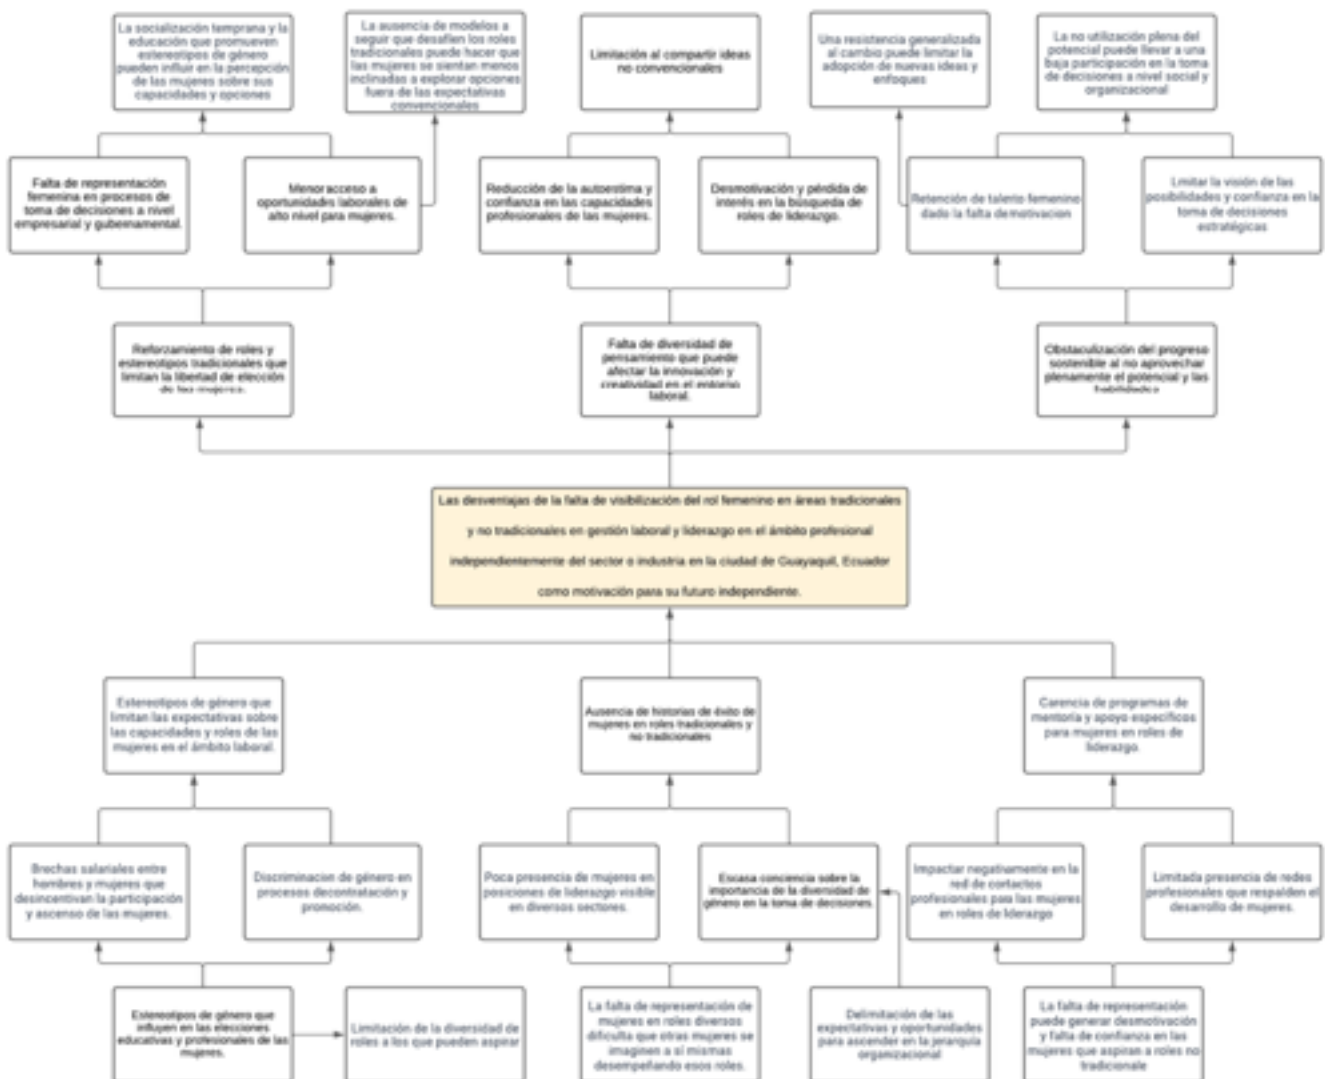 La socialización temprana y la
educación que promueven
estereotipos de género
pueden influir en la percepción
de las mujeres sobre sus
capacidades y opciones
La ausencia de modelos a
seguir que desafíen los roles
tradicionales puede hacer que
las mujeres se sientan menos
inclinadas a explorar opciones
fuera de las expectativas
convencionales
Limitación al compartir ideas
no convencionales
Una resistencia generalizada
al cambio puede limitar la
adopción de nuevas ideas y
enfoques
La no utilización plena del
potencial puede llevar a una
baja participación en la toma
de decisiones a nivel social y
organizacional
Falta de representación
femenina en procesos de
toma de decisiones a nivel
empresarial y gubernamental.
Menor acceso a
oportunidades laborales de
alto nivel para mujeres.
Reducción de la autoestima y
confianza en las capacidades
profesionales de las mujeres.
Desmotivación y pérdida de
interés en la búsqueda de
roles de liderazgo.
Retención de talento femenino
dado la falta demotivacion
Lmitar la visión de las
posibilidades y confianza en la
toma de decisiones
estratégicas
Reforzamiento de roles y
estereotipos tradicionales que
limitan la libertad de elección
de las mujeres.
Falta de diversidad de
pensamiento que puede
afectar la innovación y
creatividad en el entorno
laboral.
Obstaculización del progreso
sostenible al no aprovechar
plenamente el potencial y las
habilidades
Las desventajas de la falta de visibilización del rol femenino en áreas tradicionales
y no tradicionales en gestión laboral y liderazgo en el ámbito profesional
independientemente del sector o industria en la ciudad de Guayaquil, Ecuador
como motivación para su futuro independiente.
Estereotipos de género que
limitan las expectativas sobre
las capacidades y roles de las
mujeres en el ámbito laboral.
Ausencia de historias de éxito de
mujeres en roles tradicionales y
no tradicionales
Carencia de programas de
mentoría y apoyo específicos
para mujeres en roles de
liderazgo.
Brechas salariales entre
hombres y mujeres que
desincentivan la participación
y ascenso de las mujeres.
Discriminacion de género en
procesos decontratación y
promoción.
Poca presencia de mujeres en
posiciones de liderazgo visible
en diversos sectores.
Escasa conciencia sobre la
importancia de la diversidad de
género en la toma de decisiones.
Impactar negativamente en la
red de contactos
profesionales paa las mujeres
en roles de liderazgo
Limitada presencia de redes
profesionales que respalden el
desarrollo de mujeres.
Estereotipos de género que
influyen en las elecciones
educativas y profesionales de las
mujeres.
Limitación de la diversidad de
roles a los que pueden aspirar
La falta de representación de
mujeres en roles diversos
dificulta que otras mujeres se
imaginen a sí mismas
desempeñando esos roles.
Delimitación de las
expectativas y oportunidades
para ascender en la jerarquía
organizacional
La falta de representación
puede generar desmotivación
y falta de confianza en las
mujeres que aspiran a roles no
tradicionale